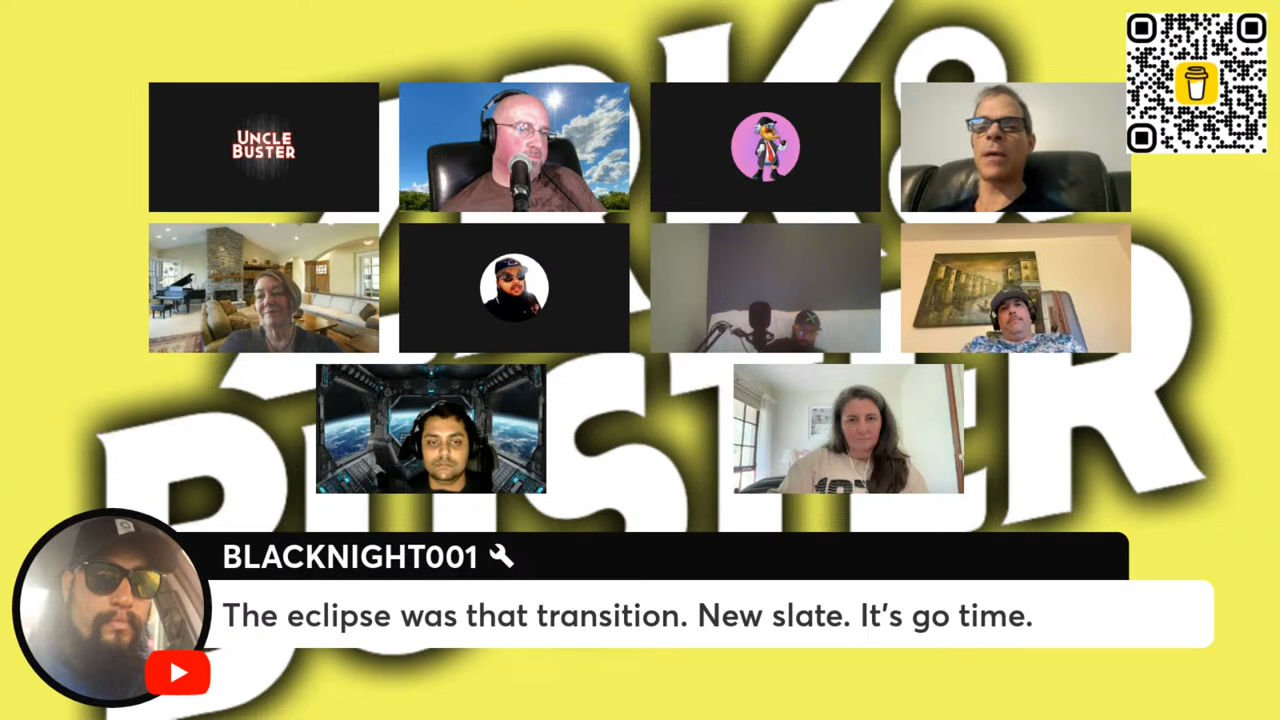 UNCLE
BUSTER
BLACKNIGHT001
The eclipse was that transition. New slate. It's go time.